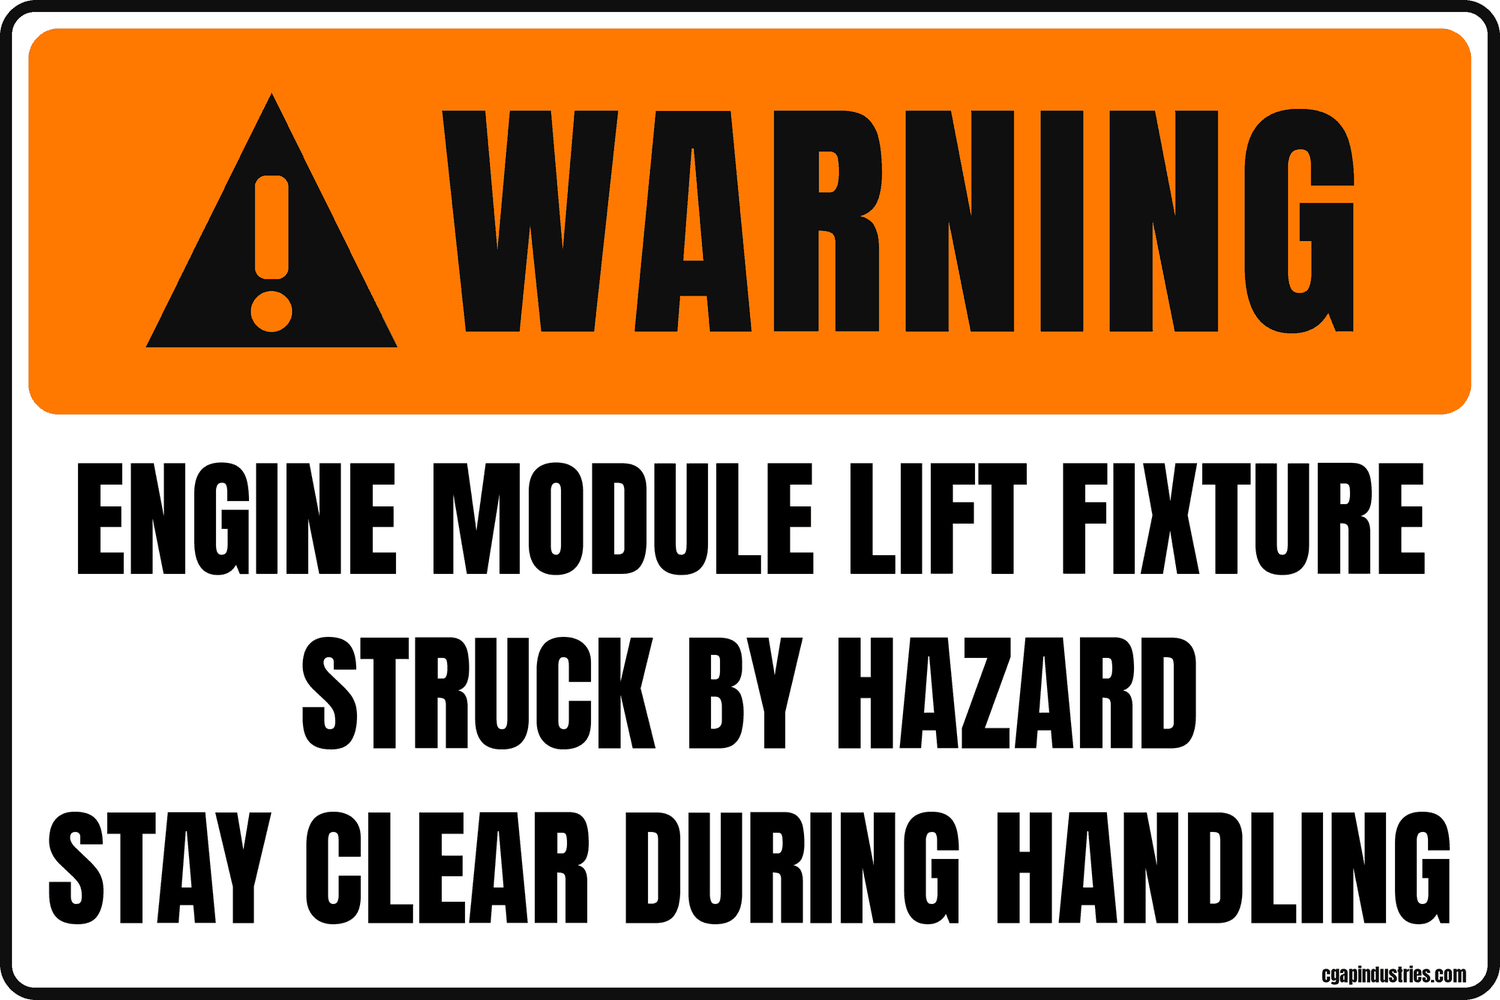 WARNING
ENGINE MODULE LIFT FIXTURE
STRUCK BY HAZARD
STAY CLEAR DURING HANDLING
cgapindustries.com